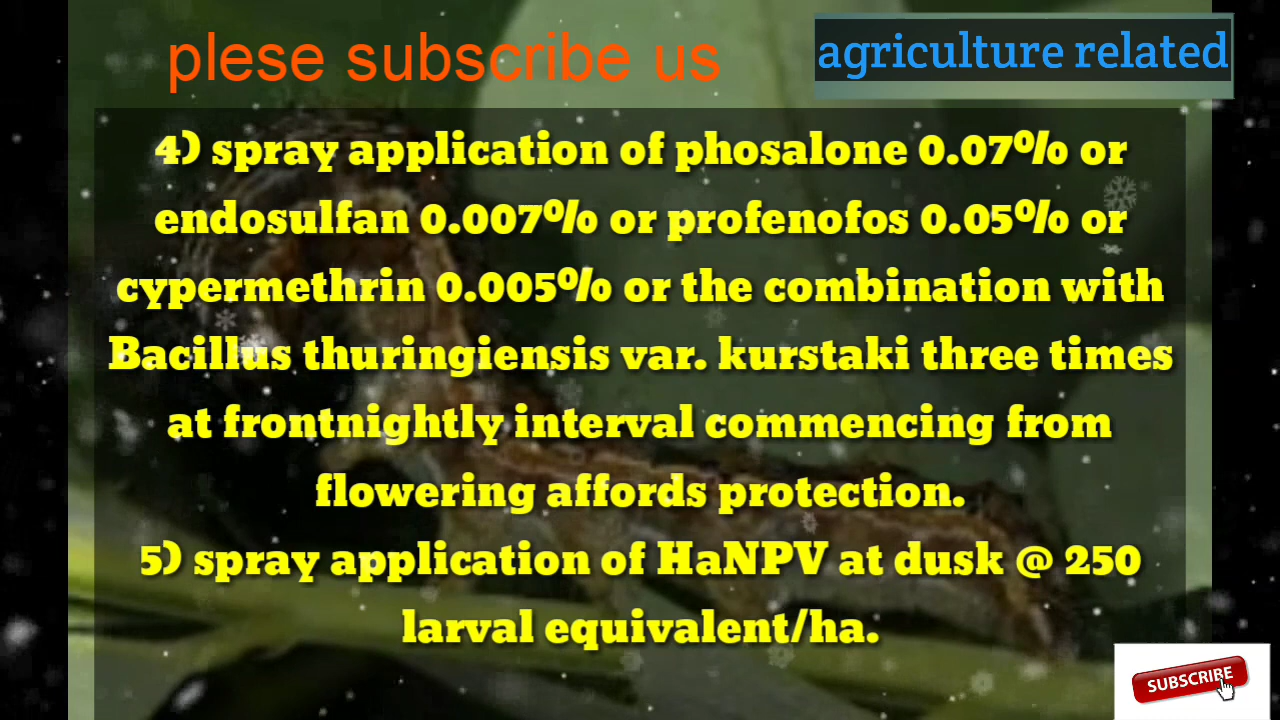 plese subscribe us
agriculture related
4) spray application of phosalone 0.07% or
endosulfan 0.007% or profenofos 0.05% or
cypermethrin 0.005% or the combination with
Bacillus thuringiensis var. kurstaki three times
at frontnightly interval commencing from
flowering affords protection.
5) spray application of HaNPV at dusk @ 250
larval equivalent/ha.
SUBSCRIBE